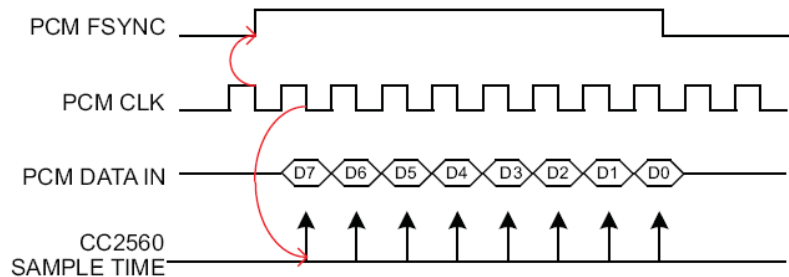 PCM FSYNC
PCM CLK
PCM DATA IN
D7 D6 D5 D4 D3 D2 D1 D0
CC2560
SAMPLE TIME